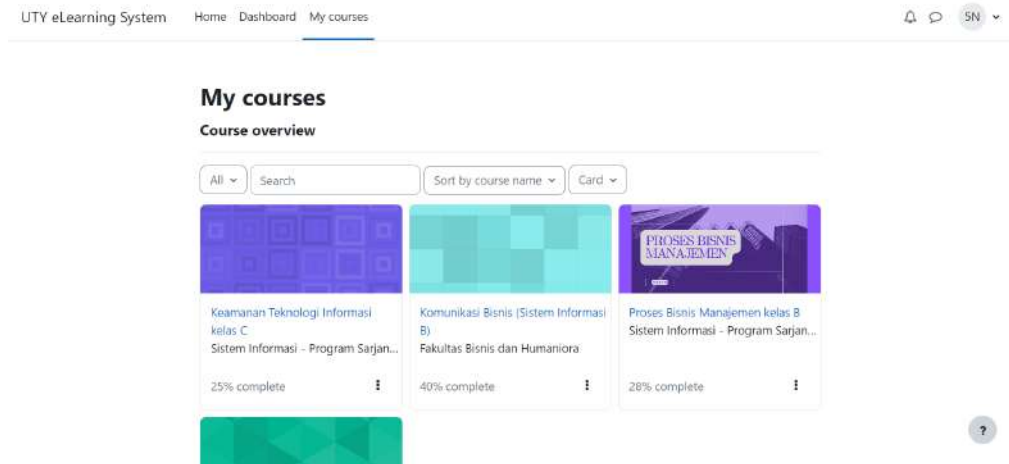 UTY eLearning System Home Dashboard My courses SN
My courses
Course overview
All Search Sort by course name Card
PROSES BISNIS
MANAJEMEN
Keamanan Teknologi Informasi
kelas C
Sistem Informasi - Program Sarjan...
25% complete
Komunikasi Bisnis (Sistem Informasi
B)
Fakultas Bisnis dan Humaniora
40% complete
Proses Bisnis Manajemen kelas B
Sistem Informasi - Program Sarjan...
28% complete
?